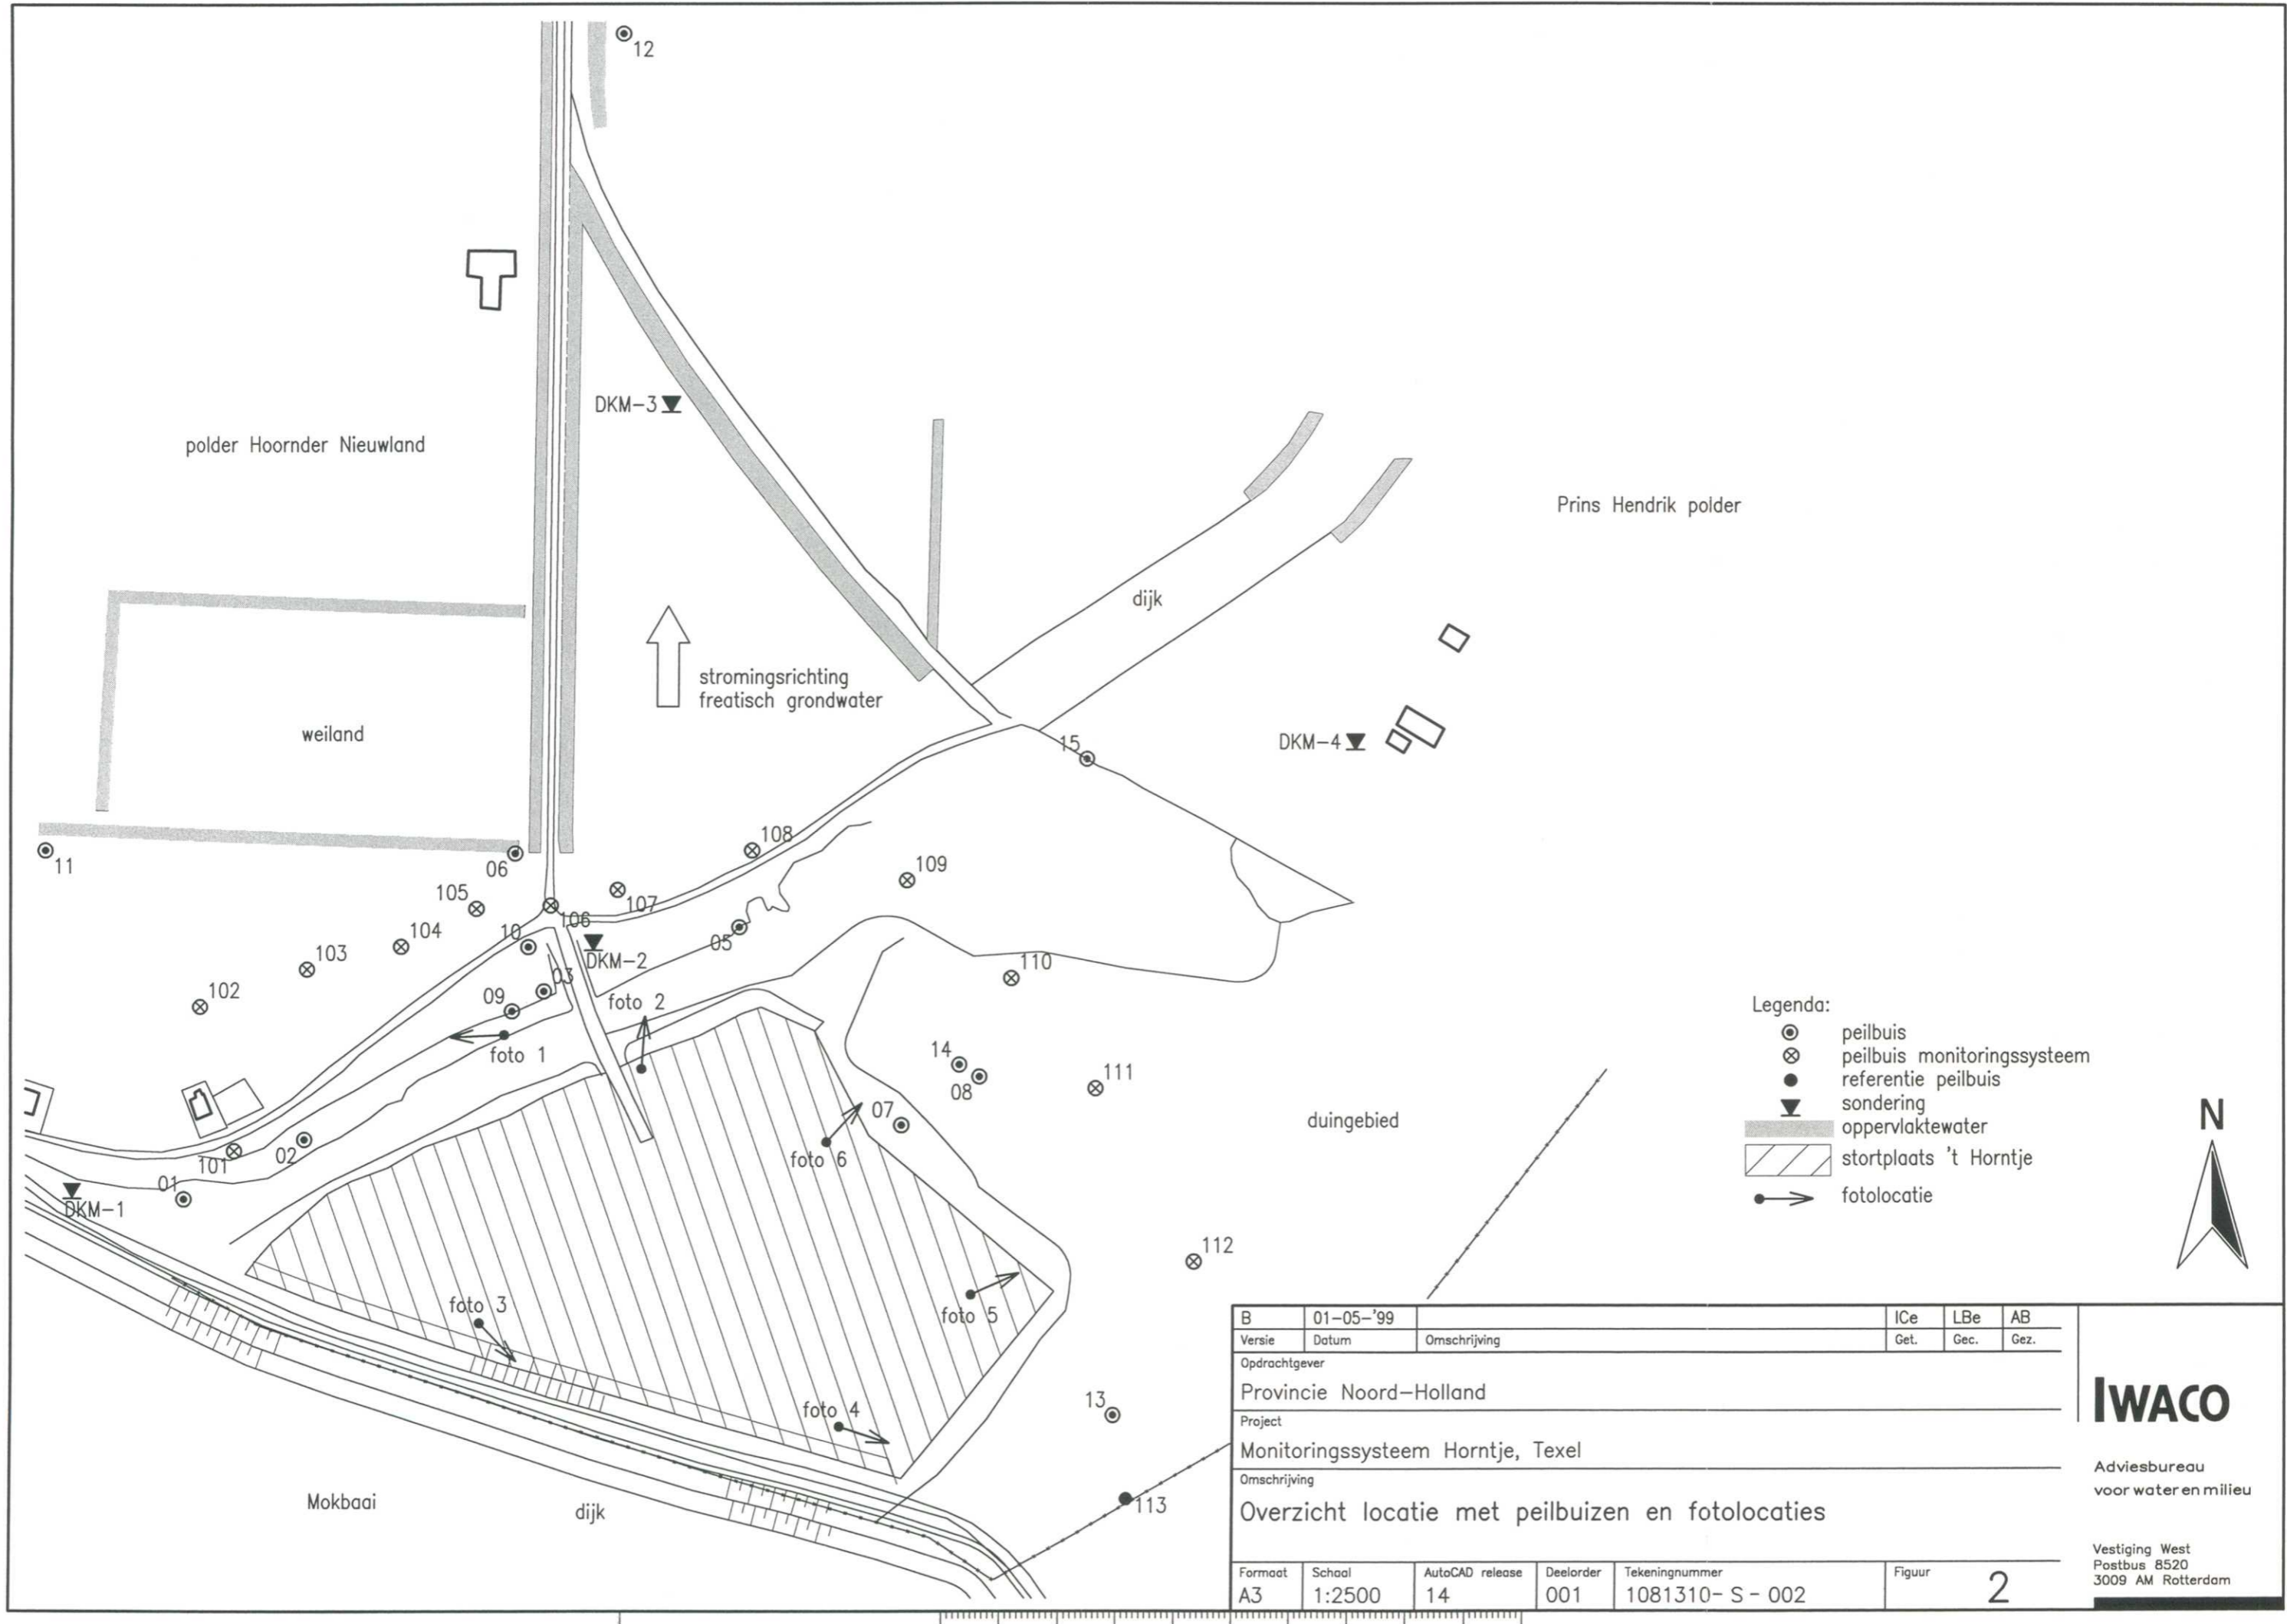 12
DKM-3
polder Hoornder Nieuwland
Prins Hendrik polder
dijk
stromingsrichting
freatisch grondwater
weiland
DKM-4
15
108
11
06
109
105
107
106
10
104
05
103
DKM-2
110
03
102
09
foto 2
foto 1
14
08
111
07
duingebied
foto 6
101
02
01
DKM-1
112
foto 3
foto 5
foto 4
13
113
Mokbaai
dijk
Legenda:
peilbuis
peilbuis monitoringssysteem
referentie peilbuis
sondering
oppervlaktewater
stortplaats 't Horntje
fotolocatie
N
B 01-05-'99 ICe LBe AB
Versie Datum Omschrijving Get. Gec. Gez.
Opdrachtgever
Provincie Noord-Holland
Project
Monitoringssysteem Horntje, Texel
Omschrijving
Overzicht locatie met peilbuizen en fotolocaties
Formaat Schaal AutoCAD release Deelorder Tekeningnummer Figuur
A3 1:2500 14 001 1081310- S - 002 2
IWACO
Adviesbureau
voor water en milieu
Vestiging West
Postbus 8520
3009 AM Rotterdam